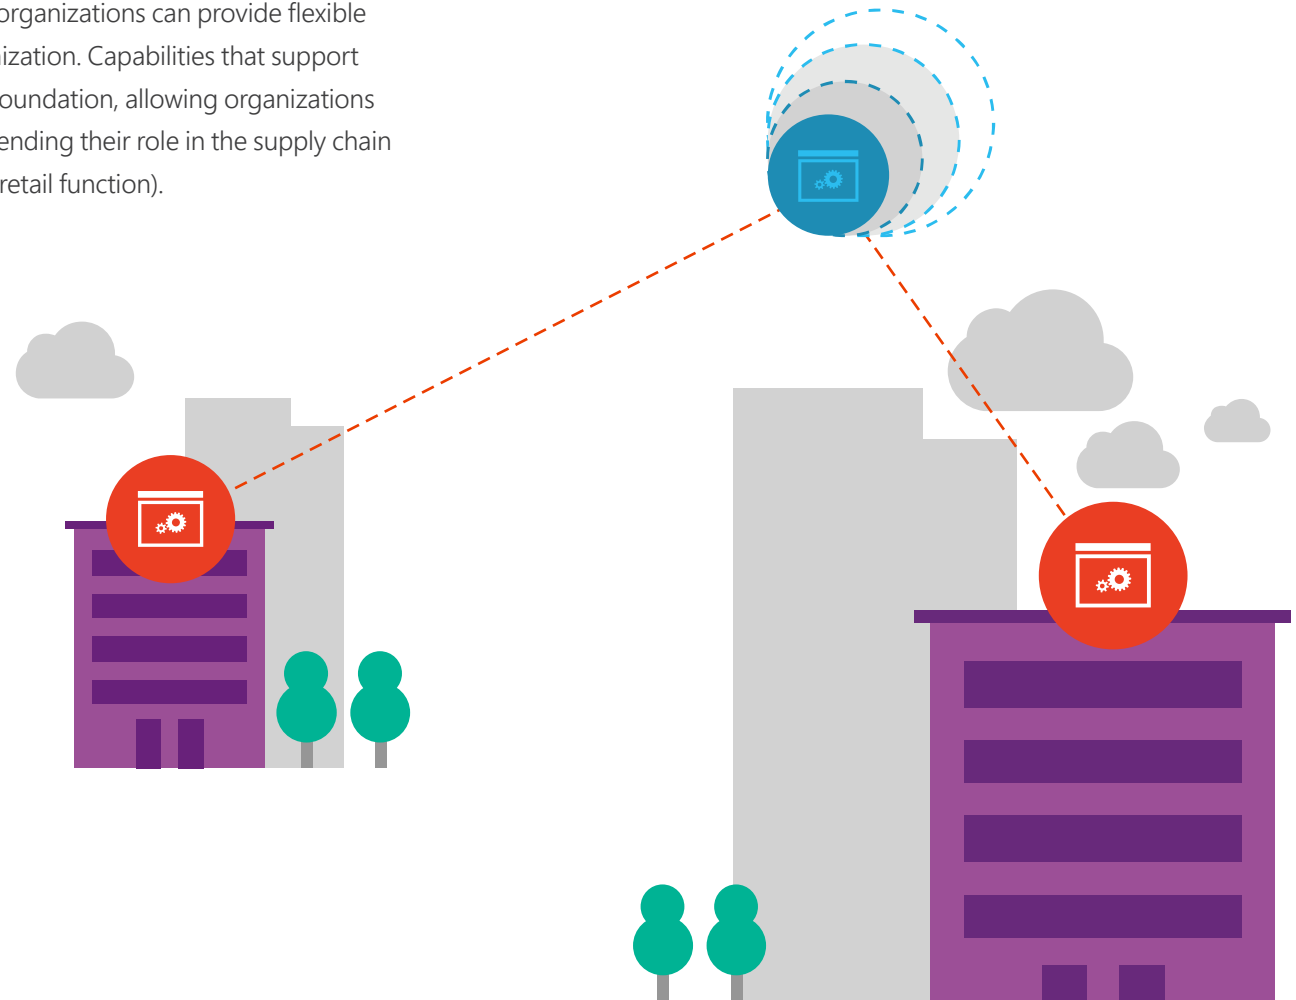 organizations can provide flexible
ization. Capabilities that support
oundation, allowing organizations
ending their role in the supply chain
retail function).